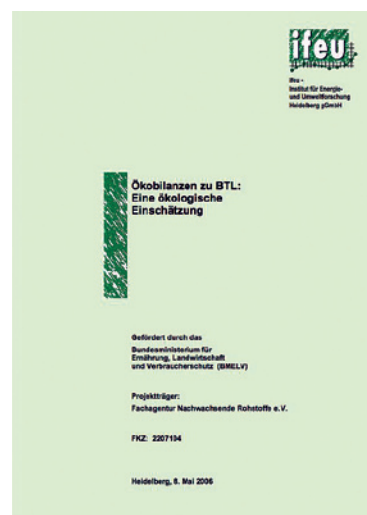 ifeu
ifeu -
Institut für Energie-
und Umweltforschung
Heidelberg gGmbH
Ökobilanzen zu BTL:
Eine ökologische
Einschätzung
Gefördert durch das
Bundesministerium für
Ernährung, Landwirtschaft
und Verbraucherschutz (BMELV)
Projektträger:
Fachagentur Nachwachsende Rohstoffe e.V.
FKZ: 2207104
Heidelberg, 8. Mai 2006